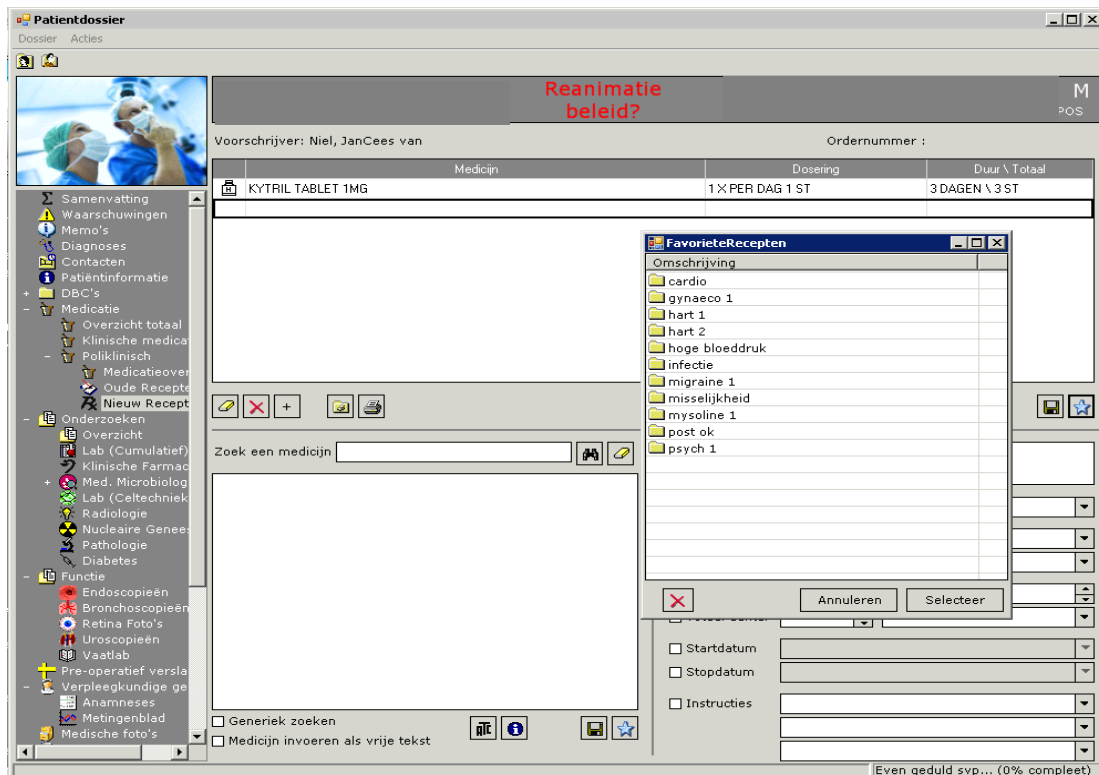 Patientdossier
Dossier Acties
Reanimatie
beleid?
M
POS
Voorschrijver: Niel, JanCees van
Ordernummer :
Medicijn Dosering Duur \ Totaal
KYTRIL TABLET 1MG 1 X PER DAG 1 ST 3 DAGEN \ 3 ST
Σ Samenvatting
Waarschuwingen
Memo's
Diagnoses
Contacten
Patiëntinformatie
+ DBC's
- Medicatie
Overzicht totaal
Klinische medica
- Poliklinisch
Medicatieover
Oude Recepte
Nieuw Recept
- Onderzoeken
Overzicht
Lab (Cumulatief)
Klinische Farmac
+ Med. Microbiolog
Lab (Celtechniek
Radiologie
Nucleaire Genees
Pathologie
Diabetes
- Functie
Endoscopieën
Bronchoscopieën
Retina Foto's
Uroscopieën
Vaatlab
Pre-operatief versla
- Verpleegkundige ge
Anamneses
Metingenblad
Medische foto's
FavorieteRecepten
Omschrijving
cardio
gynaeco 1
hart 1
hart 2
hoge bloeddruk
infectie
migraine 1
misselijkheid
mysoline 1
post ok
psych 1
Annuleren Selecteer
Zoek een medicijn
Generiek zoeken
Medicijn invoeren als vrije tekst
ATC
Startdatum
Stopdatum
Instructies
Even geduld svp... (0% compleet)